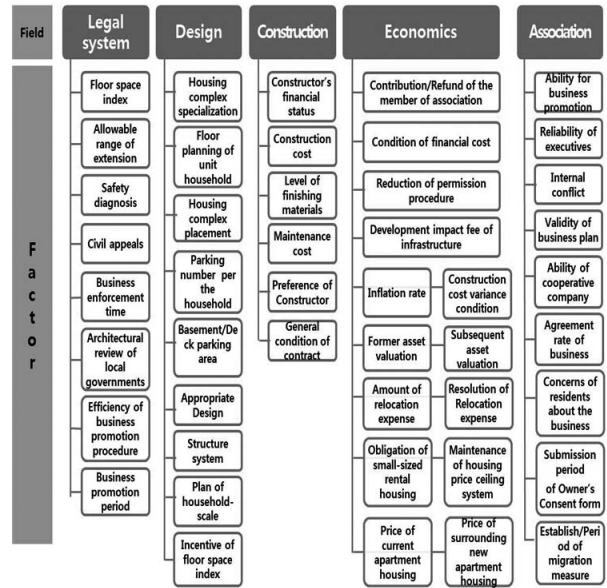 Field
Legal
system
Design
Construction
Economics
Association
Factor
Floor space
index
Allowable
range of
extension
Safety
diagnosis
Civil appeals
Business
enforcement
time
Architectural
review of
local
governments
Efficiency of
business
promotion
procedure
Business
promotion
period
Housing
complex
specialization
Floor
planning of
unit
household
Housing
complex
placement
Parking
number per
the
household
Basement/De
ck parking
area
Appropriate
Design
Structure
system
Plan of
household-
scale
Incentive of
floor space
index
Constructor's
financial
status
Construction
cost
Level of
finishing
materials
Maintenance
cost
Preference of
Constructor
General
condition of
contract
Contribution/Refund of the
member of association
Condition of financial cost
Reduction of permission
procedure
Development impact fee of
infrastructure
Inflation rate
Construction
cost variance
condition
Former asset
valuation
Subsequent
asset
valuation
Amount of
relocation
expense
Resolution of
Relocation
expense
Obligation of
small-sized
rental
housing
Maintenance
of housing
price ceiling
system
Price of
current
apartment
housing
Price of
surrounding
new
apartment
housing
Ability for
business
promotion
Reliability of
executives
Internal
conflict
Validity of
business plan
Ability of
cooperative
company
Agreement
rate of
business
Concerns of
residents
about the
business
Submission
period
of Owner's
Consent form
Establish/Peri
od of
migration
measure